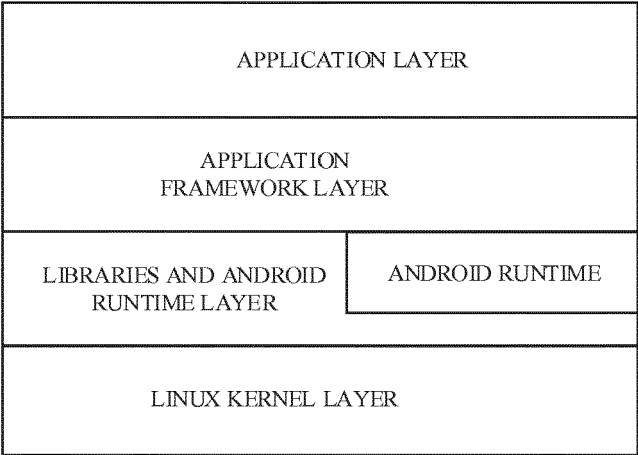 APPLICATION LAYER
APPLICATION
FRAMEWORK LAYER
LIBRARIES AND ANDROID
RUNTIME LAYER
ANDROID RUNTIME
LINUX KERNEL LAYER